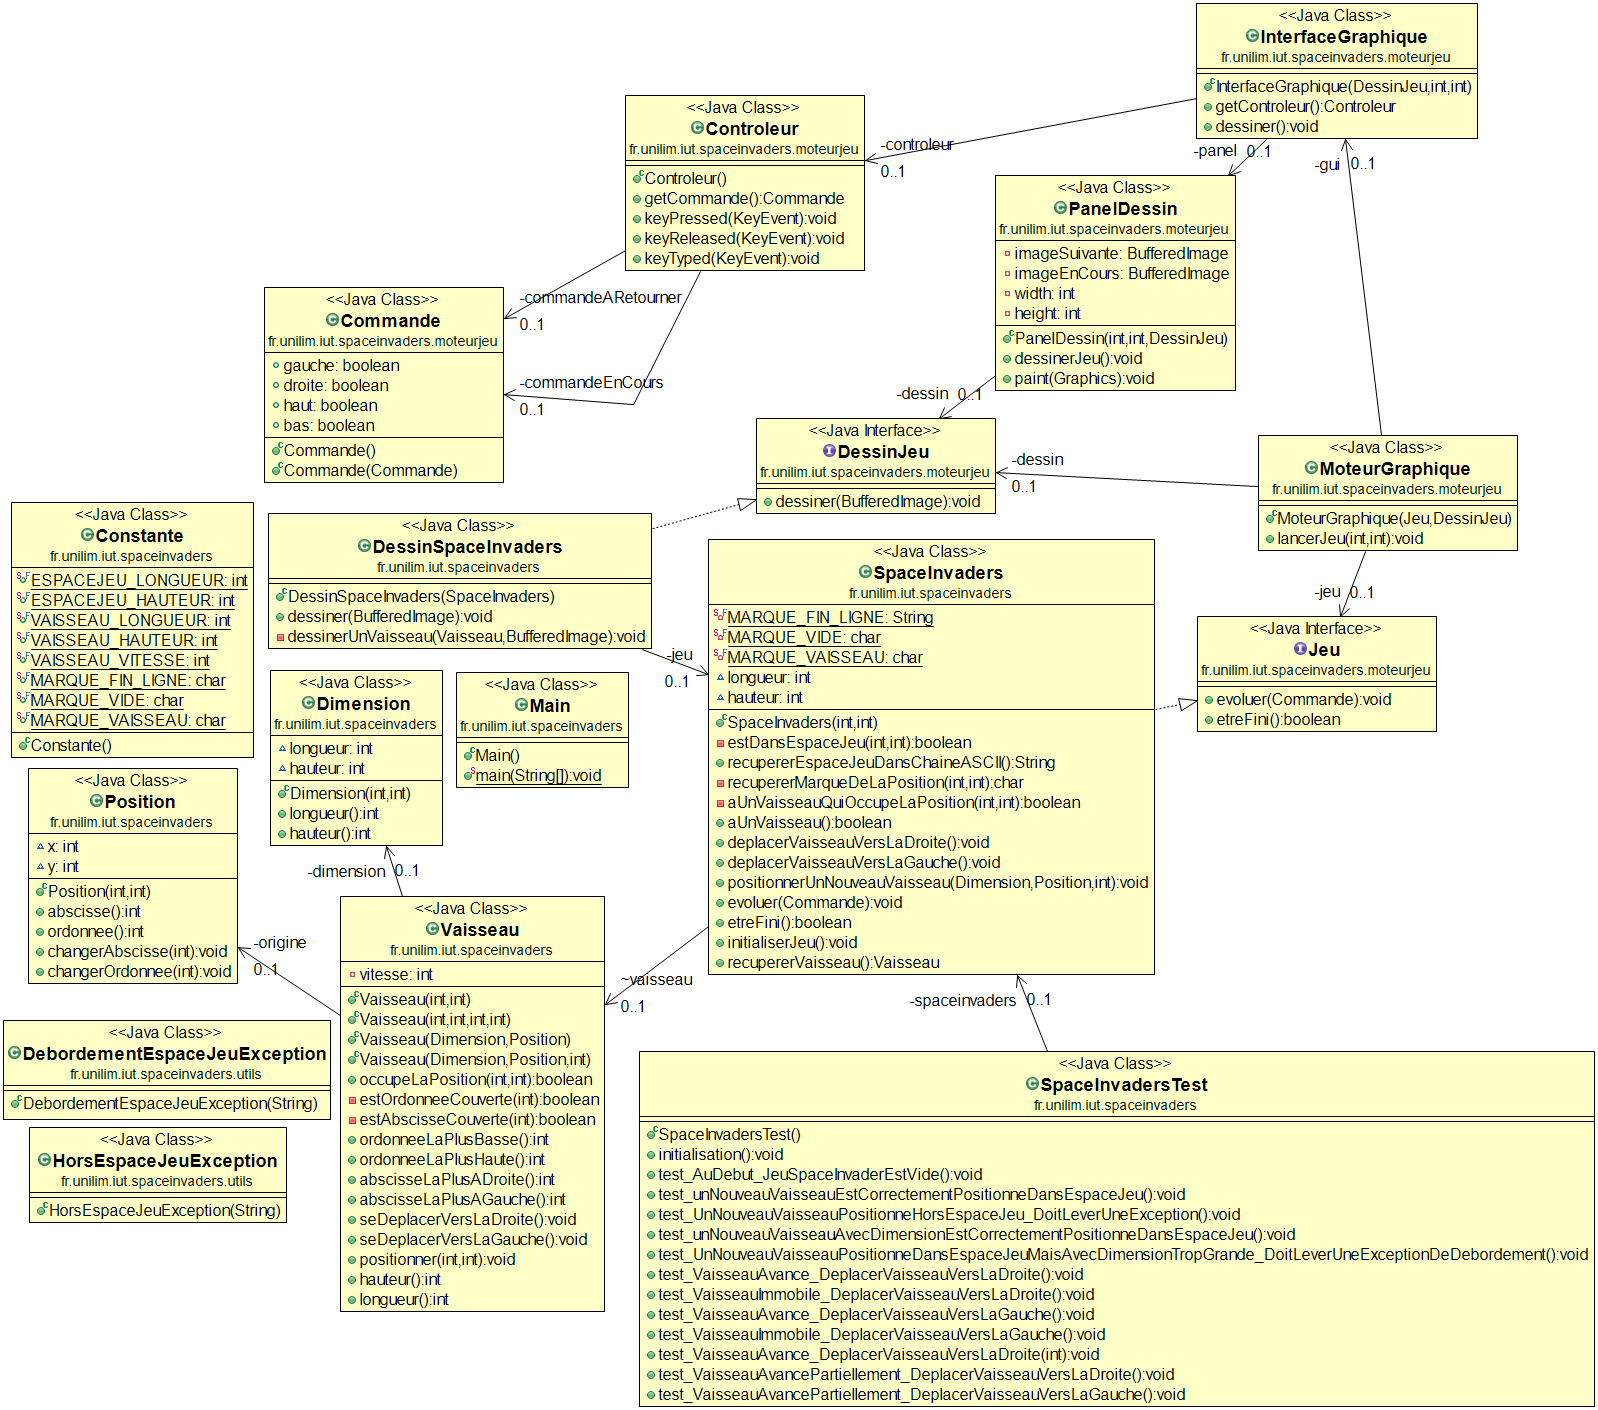 <<Java Class>>
InterfaceGraphique
fr.unilim.iut.spaceinvaders.moteurjeu
InterfaceGraphique(DessinJeu,int,int)
getControleur():Controleur
dessiner():void
-controleur
0..1
-panel
0..1
-gui
0..1
<<Java Class>>
Controleur
fr.unilim.iut.spaceinvaders.moteurjeu
Controleur()
getCommande():Commande
keyPressed(KeyEvent):void
keyReleased(KeyEvent):void
keyTyped(KeyEvent):void
<<Java Class>>
PanelDessin
fr.unilim.iut.spaceinvaders.moteurjeu
imageSuivante: BufferedImage
imageEnCours: BufferedImage
width: int
height: int
PanelDessin(int,int,DessinJeu)
dessinerJeu():void
paint(Graphics):void
-commandeARetourner
0..1
-commandeEnCours
0..1
<<Java Class>>
Commande
fr.unilim.iut.spaceinvaders.moteurjeu
gauche: boolean
droite: boolean
haut: boolean
bas: boolean
Commande()
Commande(Commande)
-dessin
0..1
<<Java Interface>>
DessinJeu
fr.unilim.iut.spaceinvaders.moteurjeu
dessiner(BufferedImage):void
-dessin
0..1
<<Java Class>>
MoteurGraphique
fr.unilim.iut.spaceinvaders.moteurjeu
MoteurGraphique(Jeu,DessinJeu)
lancerJeu(int,int):void
-jeu
0..1
<<Java Interface>>
Jeu
fr.unilim.iut.spaceinvaders.moteurjeu
evoluer(Commande):void
etreFini():boolean
<<Java Class>>
Constante
fr.unilim.iut.spaceinvaders
ESPACEJEU_LONGUEUR: int
ESPACEJEU_HAUTEUR: int
VAISSEAU_LONGUEUR: int
VAISSEAU_HAUTEUR: int
VAISSEAU_VITESSE: int
MARQUE_FIN_LIGNE: char
MARQUE_VIDE: char
MARQUE_VAISSEAU: char
Constante()
<<Java Class>>
DessinSpaceInvaders
fr.unilim.iut.spaceinvaders
DessinSpaceInvaders(SpaceInvaders)
dessiner(BufferedImage):void
dessinerUnVaisseau(Vaisseau,BufferedImage):void
-jeu
0..1
<<Java Class>>
SpaceInvaders
fr.unilim.iut.spaceinvaders
MARQUE_FIN_LIGNE: String
MARQUE_VIDE: char
MARQUE_VAISSEAU: char
longueur: int
hauteur: int
SpaceInvaders(int,int)
estDansEspaceJeu(int,int):boolean
recupererEspaceJeuDansChaineASCII():String
recupererMarqueDeLaPosition(int,int):char
aUnVaisseauQuiOccupeLaPosition(int,int):boolean
aUnVaisseau():boolean
deplacerVaisseauVersLaDroite():void
deplacerVaisseauVersLaGauche():void
positionnerUnNouveauVaisseau(Dimension,Position,int):void
evoluer(Commande):void
etreFini():boolean
initialiserJeu():void
recupererVaisseau():Vaisseau
<<Java Class>>
Dimension
fr.unilim.iut.spaceinvaders
longueur: int
hauteur: int
Dimension(int,int)
longueur():int
hauteur():int
<<Java Class>>
Main
fr.unilim.iut.spaceinvaders
Main()
main(String[]):void
<<Java Class>>
Position
fr.unilim.iut.spaceinvaders
x: int
y: int
Position(int,int)
abscisse():int
ordonnee():int
changerAbscisse(int):void
changerOrdonnee(int):void
-dimension
0..1
-origine
0..1
<<Java Class>>
Vaisseau
fr.unilim.iut.spaceinvaders
vitesse: int
Vaisseau(int,int)
Vaisseau(int,int,int,int)
Vaisseau(Dimension,Position)
Vaisseau(Dimension,Position,int)
occupeLaPosition(int,int):boolean
estOrdonneeCouverte(int):boolean
estAbscisseCouverte(int):boolean
ordonneeLaPlusBasse():int
ordonneeLaPlusHaute():int
abscisseLaPlusADroite():int
abscisseLaPlusAGauche():int
seDeplacerVersLaDroite():void
seDeplacerVersLaGauche():void
positionner(int,int):void
hauteur():int
longueur():int
~vaisseau
0..1
-spaceinvaders
0..1
<<Java Class>>
DebordementEspaceJeuException
fr.unilim.iut.spaceinvaders.utils
DebordementEspaceJeuException(String)
<<Java Class>>
HorsEspaceJeuException
fr.unilim.iut.spaceinvaders.utils
HorsEspaceJeuException(String)
<<Java Class>>
SpaceInvadersTest
fr.unilim.iut.spaceinvaders
SpaceInvadersTest()
initialisation():void
test_AuDebut_JeuSpaceInvaderEstVide():void
test_unNouveauVaisseauEstCorrectementPositionneDansEspaceJeu():void
test_UnNouveauVaisseauPositionneHorsEspaceJeu_DoitLeverUneException():void
test_unNouveauVaisseauAvecDimensionEstCorrectementPositionneDansEspaceJeu():void
test_UnNouveauVaisseauPositionneDansEspaceJeuMaisAvecDimensionTropGrande_DoitLeverUneExceptionDeDebordement():void
test_VaisseauAvance_DeplacerVaisseauVersLaDroite():void
test_VaisseauImmobile_DeplacerVaisseauVersLaDroite():void
test_VaisseauAvance_DeplacerVaisseauVersLaGauche():void
test_VaisseauImmobile_DeplacerVaisseauVersLaGauche():void
test_VaisseauAvance_DeplacerVaisseauVersLaDroite(int):void
test_VaisseauAvancePartiellement_DeplacerVaisseauVersLaDroite():void
test_VaisseauAvancePartiellement_DeplacerVaisseauVersLaGauche():void